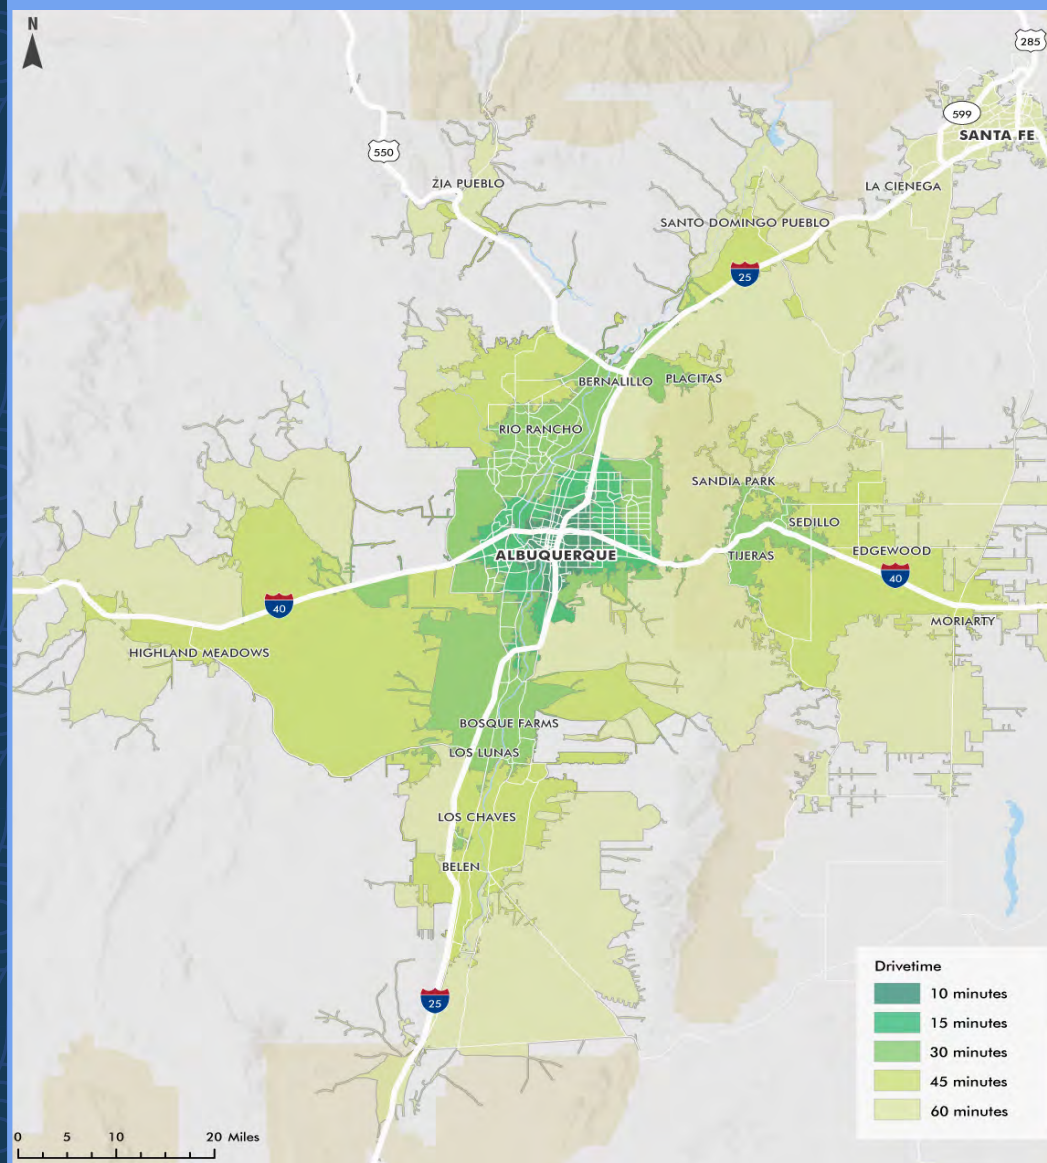 N
285
599
SANTA FE
550
ZIA PUEBLO
LA CIENEGA
SANTO DOMINGO PUEBLO
25
BERNALILLO
PLACITAS
RIO RANCHO
SANDIA PARK
SEDILLO
ALBUQUERQUE
TIJERAS
EDGEWOOD
40
40
MORIARTY
HIGHLAND MEADOWS
BOSQUE FARMS
LOS LUNAS
LOS CHAVES
BELEN
25
Drivetime
10 minutes
15 minutes
30 minutes
45 minutes
60 minutes
0 5 10 20 Miles